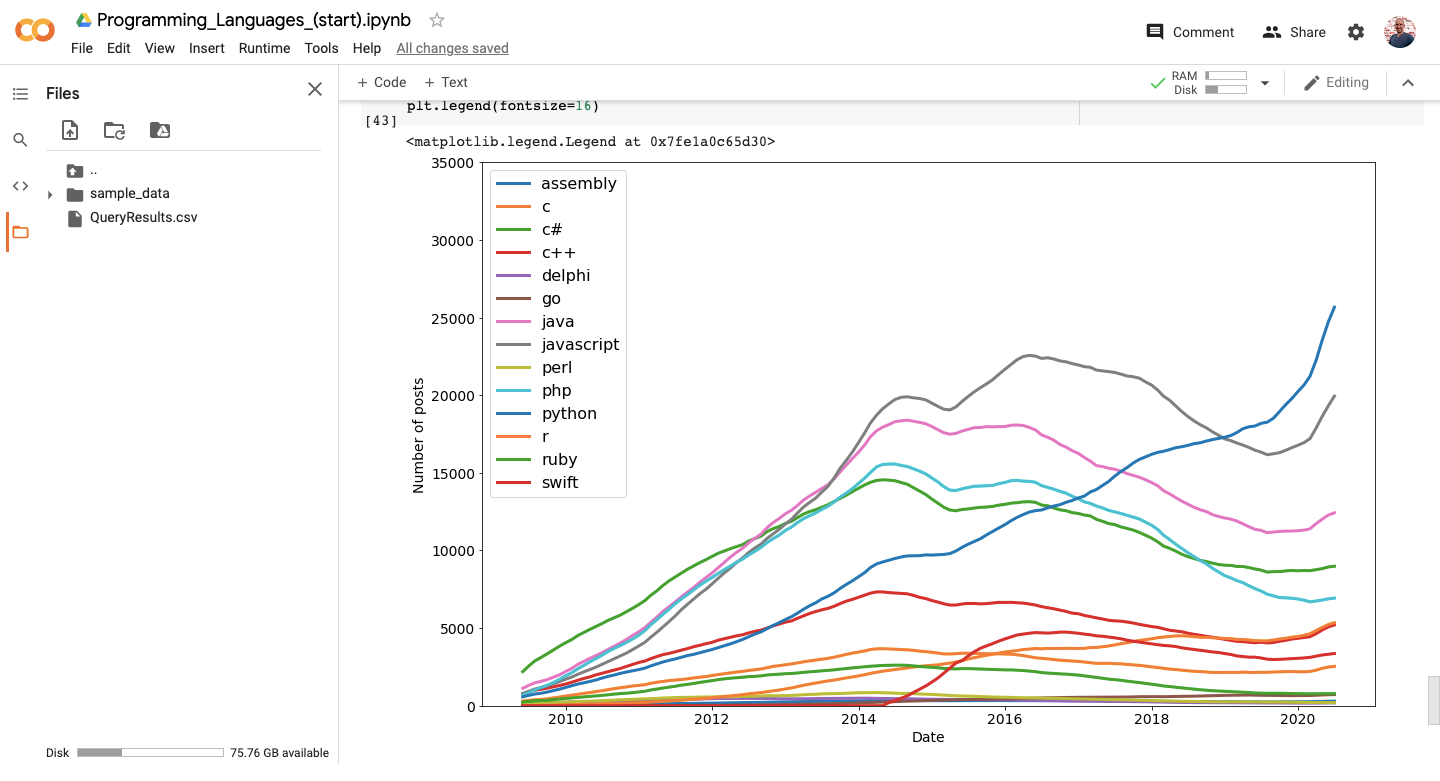 Programming_Languages_(start).ipynb
File Edit View Insert Runtime Tools Help All changes saved
Comment
Share
Files
+ Code + Text
RAM
Disk
Editing
..
sample_data
QueryResults.csv
Disk 75.76 GB available
plt.legend(fontsize=16)
[43]
<matplotlib.legend.Legend at 0x7fe1a0c65d30>
35000
30000
25000
20000
15000
10000
5000
0
Number of posts
assembly
c
c#
c++
delphi
go
java
javascript
perl
php
python
r
ruby
swift
2010 2012 2014 2016 2018 2020
Date